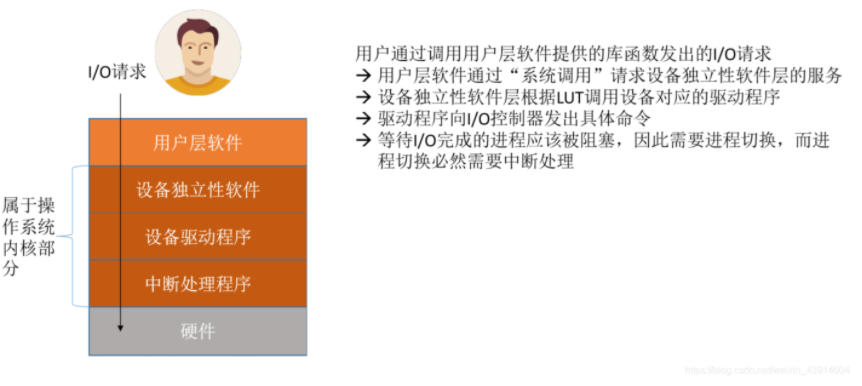 I/O请求
用户层软件
设备独立性软件
设备驱动程序
中断处理程序
硬件
属于操
作系统
内核部
分
用户通过调用用户层软件提供的库函数发出的I/O请求
→ 用户层软件通过“系统调用”请求设备独立性软件层的服务
→ 设备独立性软件层根据LUT调用设备对应的驱动程序
→ 驱动程序向I/O控制器发出具体命令
→ 等待I/O完成的进程应该被阻塞，因此需要进程切换，而进
程切换必然需要中断处理